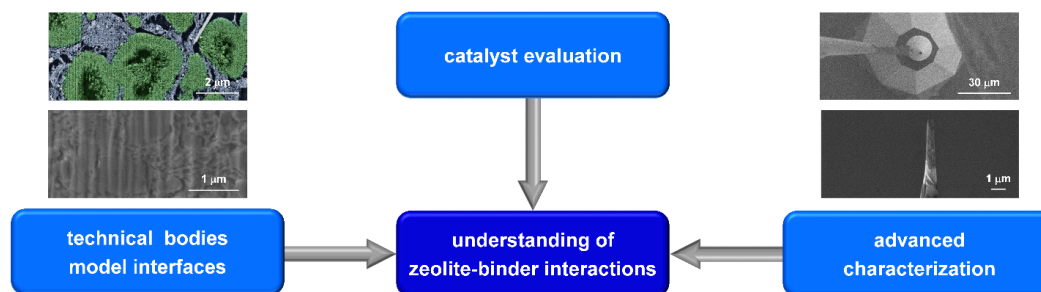 2 μm
1 μm
catalyst evaluation
30 μm
1 μm
technical bodies
model interfaces
understanding of
zeolite-binder interactions
advanced
characterization